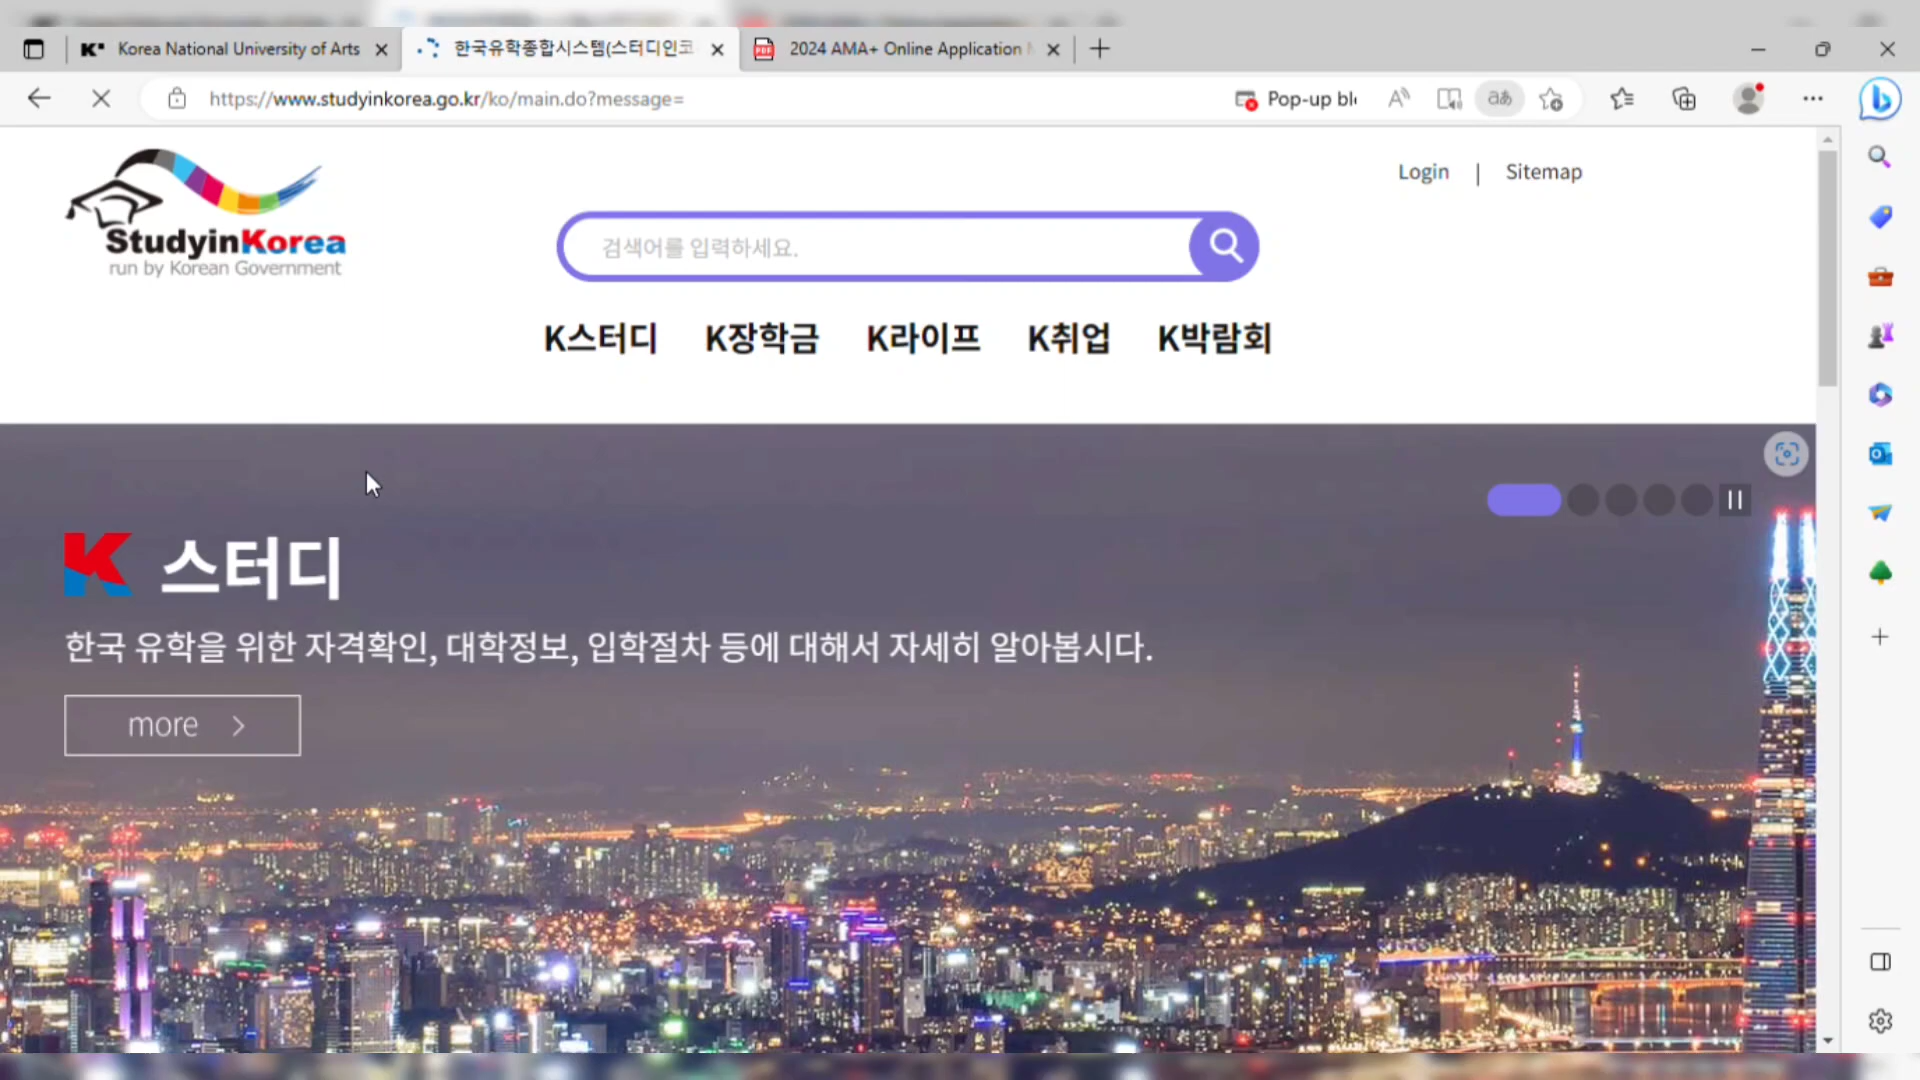 Korea National University of Arts
한국유학종합시스템(스터디인코
2024 AMA+ Online Application
https://www.studyinkorea.go.kr/ko/main.do?message=
Pop-up blo
Login | Sitemap
StudyinKorea
run by Korean Government
검색어를 입력하세요.
K스터디 K장학금 K라이프 K취업 K박람회
K 스터디
한국 유학을 위한 자격확인, 대학정보, 입학절차 등에 대해서 자세히 알아봅시다.
more >